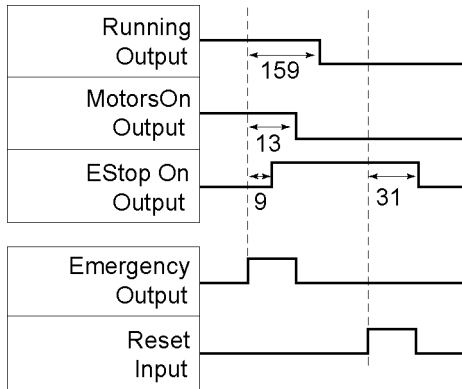 Running
Output
159
MotorsOn
Output
13
EStop On
Output
9
31
Emergency
Output
Reset
Input